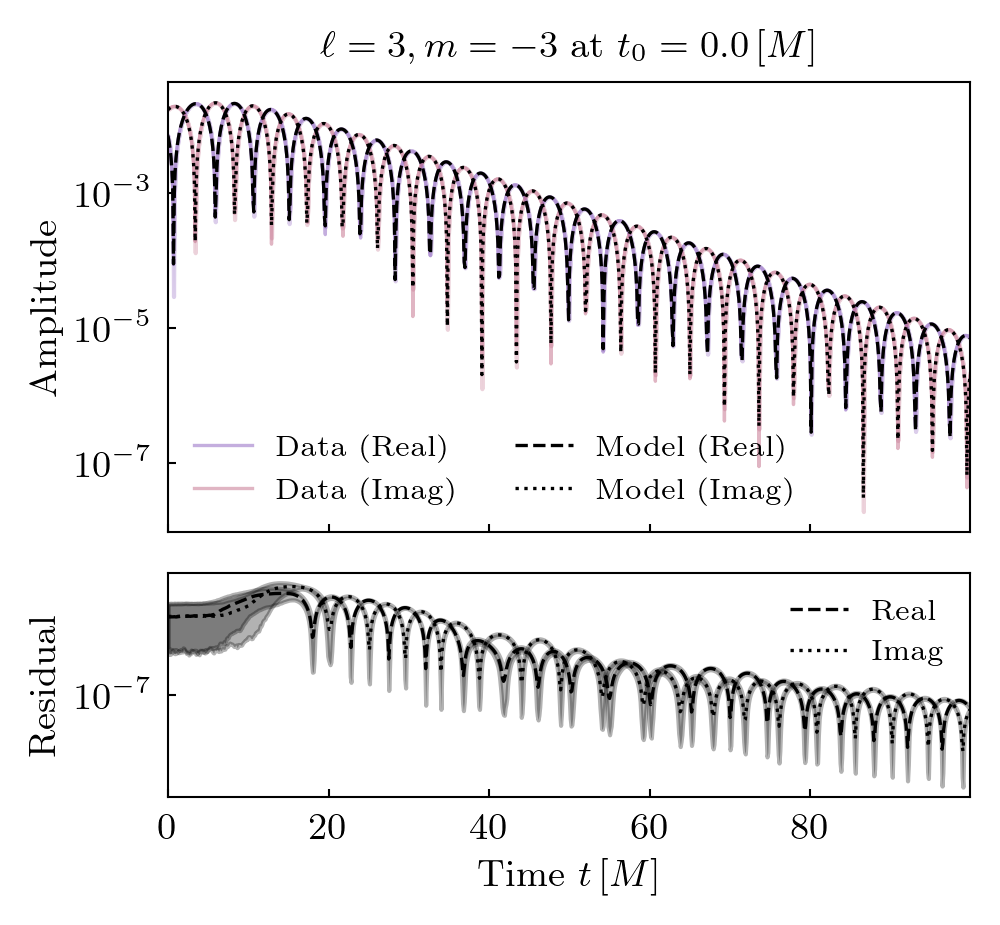 ℓ = 3, m = −3 at t₀ = 0.0 [M]
Amplitude
10⁻³
10⁻⁵
10⁻⁷
Data (Real)
Data (Imag)
Model (Real)
Model (Imag)
Residual
10⁻⁷
Real
Imag
0 20 40 60 80
Time t [M]